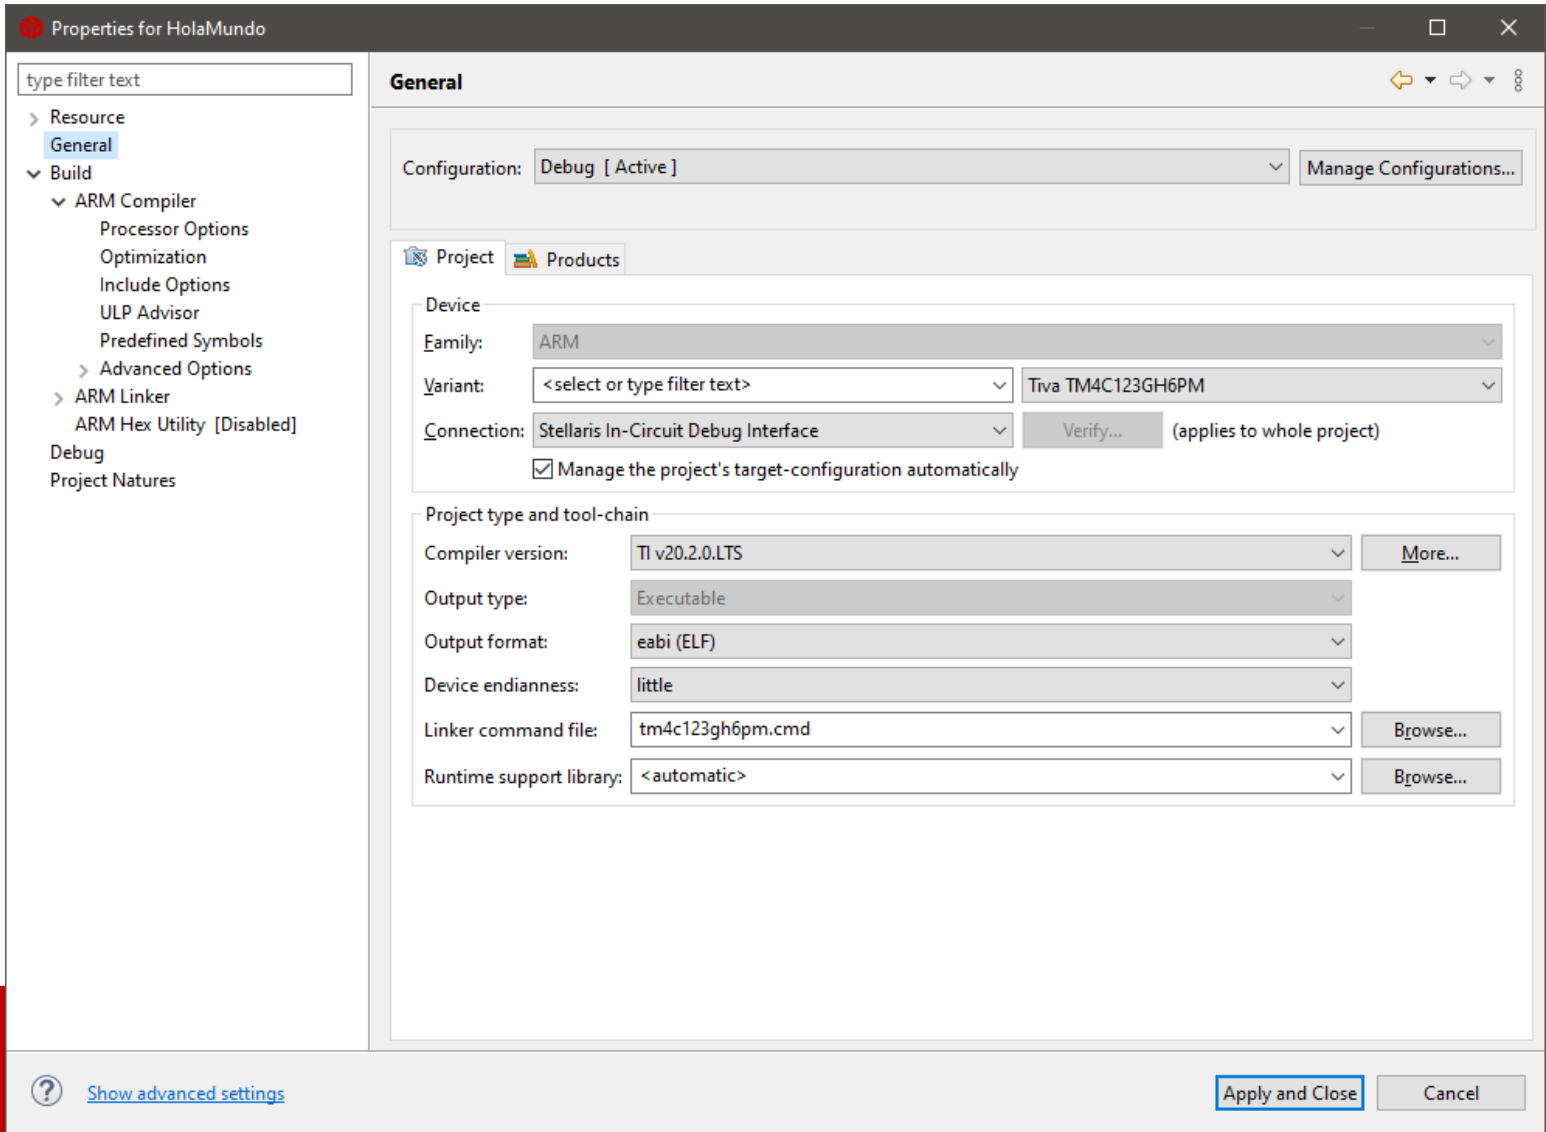 Properties for HolaMundo
type filter text
Resource
General
Build
ARM Compiler
Processor Options
Optimization
Include Options
ULP Advisor
Predefined Symbols
Advanced Options
ARM Linker
ARM Hex Utility [Disabled]
Debug
Project Natures
General
Configuration: Debug [ Active ] Manage Configurations...
Project Products
Device
Family: ARM
Variant: <select or type filter text> Tiva TM4C123GH6PM
Connection: Stellaris In-Circuit Debug Interface Verify... (applies to whole project)
Manage the project's target-configuration automatically
Project type and tool-chain
Compiler version: TI v20.2.0.LTS More...
Output type: Executable
Output format: eabi (ELF)
Device endianness: little
Linker command file: tm4c123gh6pm.cmd Browse...
Runtime support library: <automatic> Browse...
? Show advanced settings Apply and Close Cancel